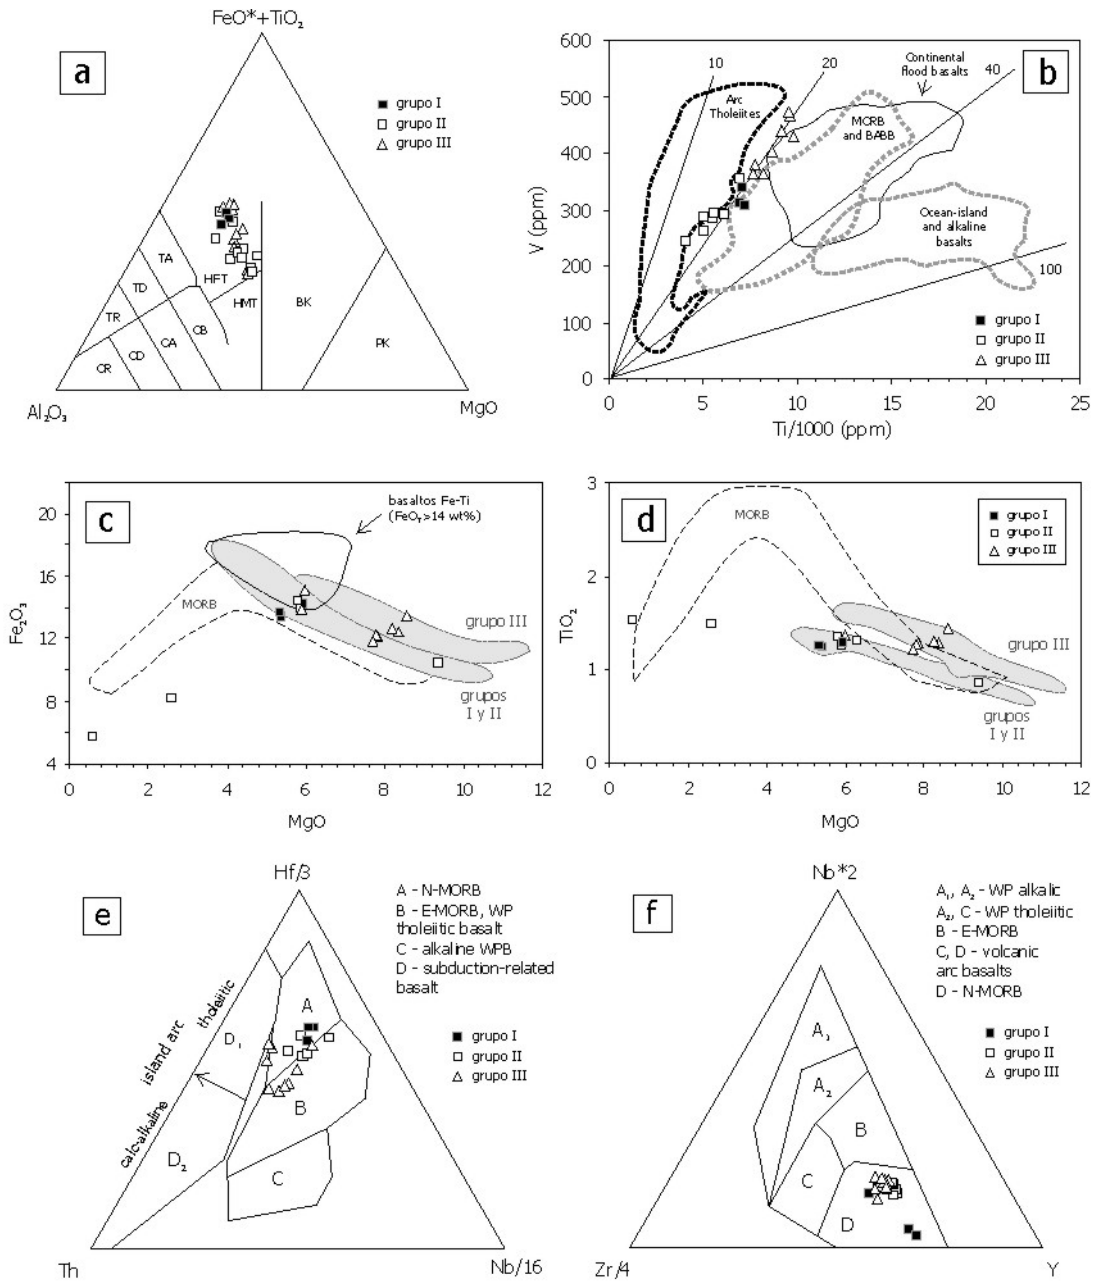 FeO*+TiO₂
a
grupo I
grupo II
grupo III
TA
TD
TR
HFT
HMT
BK
PK
CB
CA
CD
CR
Al₂O₃
MgO
b
600
500
400
300
200
100
0
V (ppm)
10
20
40
100
Arc
Tholeiites
Continental
flood basalts
MORB
and BABB
Ocean-island
and alkaline
basalts
grupo I
grupo II
grupo III
0
5
10
15
20
25
Ti/1000 (ppm)
c
20
16
12
8
4
Fe₂O₃
basaltos Fe-Ti
(FeOT>14 wt%)
MORB
grupo III
grupos
I y II
0
2
4
6
8
10
12
MgO
d
3
2
1
0
TiO₂
MORB
grupo I
grupo II
grupo III
grupo III
grupos
I y II
0
2
4
6
8
10
12
MgO
e
Hf/3
A - N-MORB
B - E-MORB, WP
tholeiitic basalt
C - alkaline WPB
D - subduction-related
basalt
grupo I
grupo II
grupo III
island arc
tholeiitic
calc-alkaline
A
B
C
D₁
D₂
Th
Nb/16
f
Nb*2
A₁, A₂ - WP alkalic
A₂, C - WP tholeiitic
B - E-MORB
C, D - volcanic
arc basalts
D - N-MORB
grupo I
grupo II
grupo III
A₁
A₂
B
C
D
Zr/4
Y